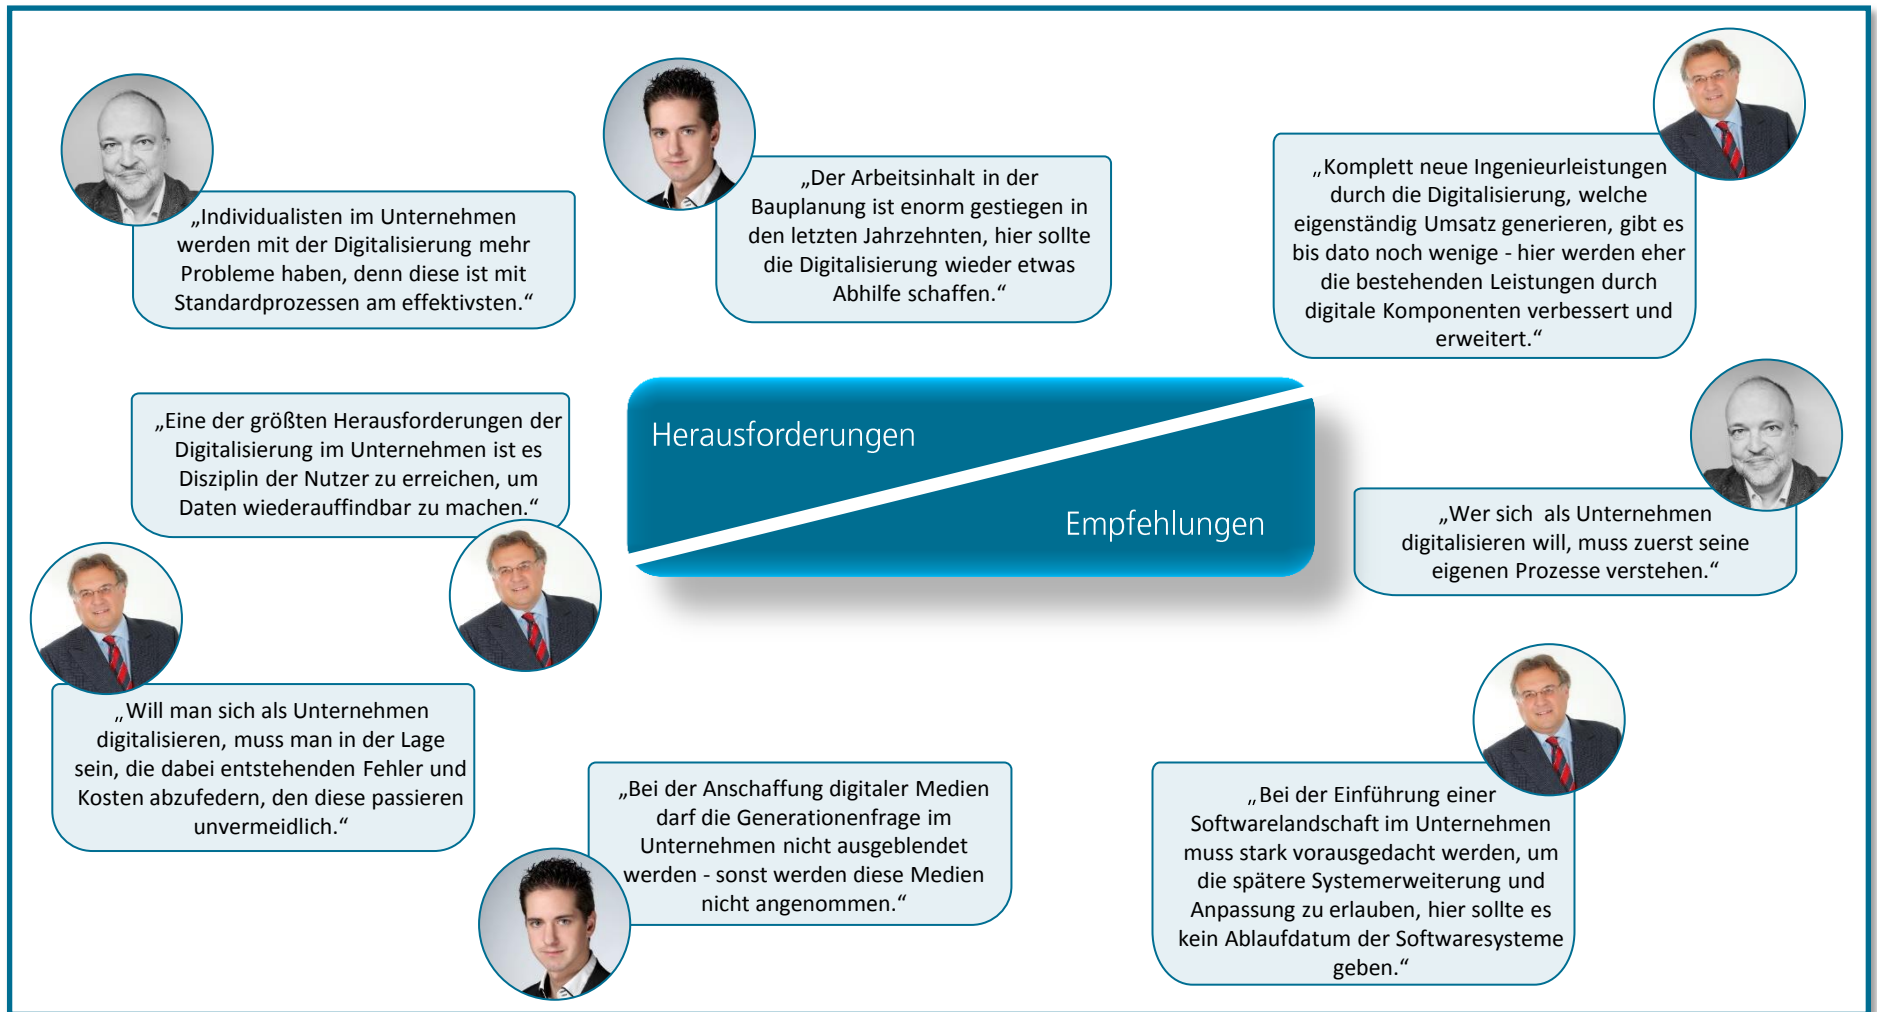 „Individualisten im Unternehmen
werden mit der Digitalisierung mehr
Probleme haben, denn diese ist mit
Standardprozessen am effektivsten.“
„Der Arbeitsinhalt in der
Bauplanung ist enorm gestiegen in
den letzten Jahrzehnten, hier sollte
die Digitalisierung wieder etwas
Abhilfe schaffen.“
„Komplett neue Ingenieurleistungen
durch die Digitalisierung, welche
eigenständig Umsatz generieren, gibt es
bis dato noch wenige - hier werden eher
die bestehenden Leistungen durch
digitale Komponenten verbessert und
erweitert.“
„Eine der größten Herausforderungen der
Digitalisierung im Unternehmen ist es
Disziplin der Nutzer zu erreichen, um
Daten wiederauffindbar zu machen.“
Herausforderungen
Empfehlungen
„Wer sich als Unternehmen
digitalisieren will, muss zuerst seine
eigenen Prozesse verstehen.“
„Will man sich als Unternehmen
digitalisieren, muss man in der Lage
sein, die dabei entstehenden Fehler und
Kosten abzufedern, den diese passieren
unvermeidlich.“
„Bei der Anschaffung digitaler Medien
darf die Generationenfrage im
Unternehmen nicht ausgeblendet
werden - sonst werden diese Medien
nicht angenommen.“
„Bei der Einführung einer
Softwarelandschaft im Unternehmen
muss stark vorausgedacht werden, um
die spätere Systemerweiterung und
Anpassung zu erlauben, hier sollte es
kein Ablaufdatum der Softwaresysteme
geben.“